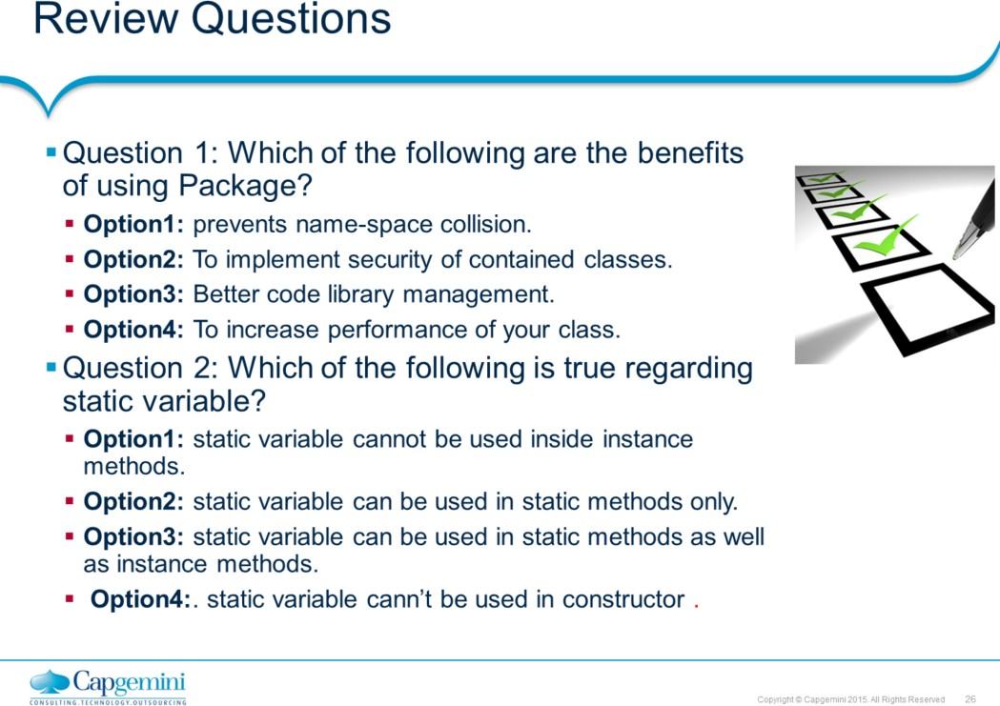 Review Questions
Question 1: Which of the following are the benefits
of using Package?
Option1: prevents name-space collision.
Option2: To implement security of contained classes.
Option3: Better code library management.
Option4: To increase performance of your class.
Question 2: Which of the following is true regarding
static variable?
Option1: static variable cannot be used inside instance
methods.
Option2: static variable can be used in static methods only.
Option3: static variable can be used in static methods as well
as instance methods.
Option4:. static variable cann’t be used in constructor .
Capgemini
CONSULTING.TECHNOLOGY.OUTSOURCING
Copyright © Capgemini 2015. All Rights Reserved 26